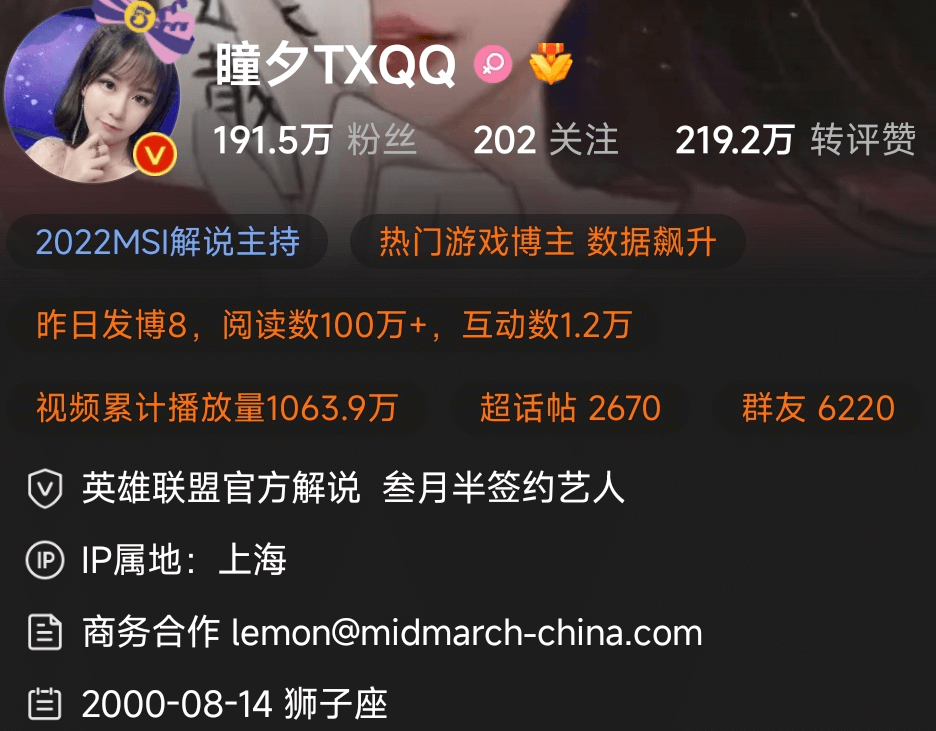 瞳夕TXQQ
191.5万 粉丝 202 关注 219.2万 转评赞
2022MSI解说主持 热门游戏博主 数据飙升
昨日发博8，阅读数100万+，互动数1.2万
视频累计播放量1063.9万 超话帖 2670 群友 6220
英雄联盟官方解说 叁月半签约艺人
IP属地：上海
商务合作 lemon@midmarch-china.com
2000-08-14 狮子座